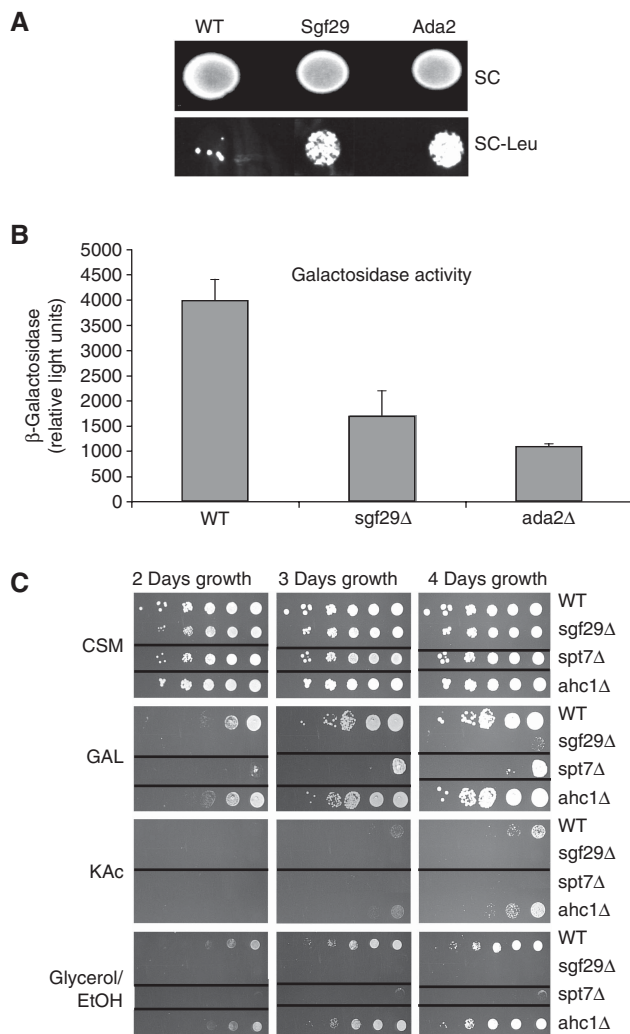 A
WT Sgf29 Ada2
SC
SC-Leu
B
Galactosidase activity
β-Galactosidase
(relative light units)
5000
4500
4000
3500
3000
2500
2000
1500
1000
500
0
WT sgf29Δ ada2Δ
C
2 Days growth 3 Days growth 4 Days growth
CSM
WT
sgf29Δ
spt7Δ
ahc1Δ
GAL
WT
sgf29Δ
spt7Δ
ahc1Δ
KAc
WT
sgf29Δ
spt7Δ
ahc1Δ
Glycerol/
EtOH
WT
sgf29Δ
spt7Δ
ahc1Δ